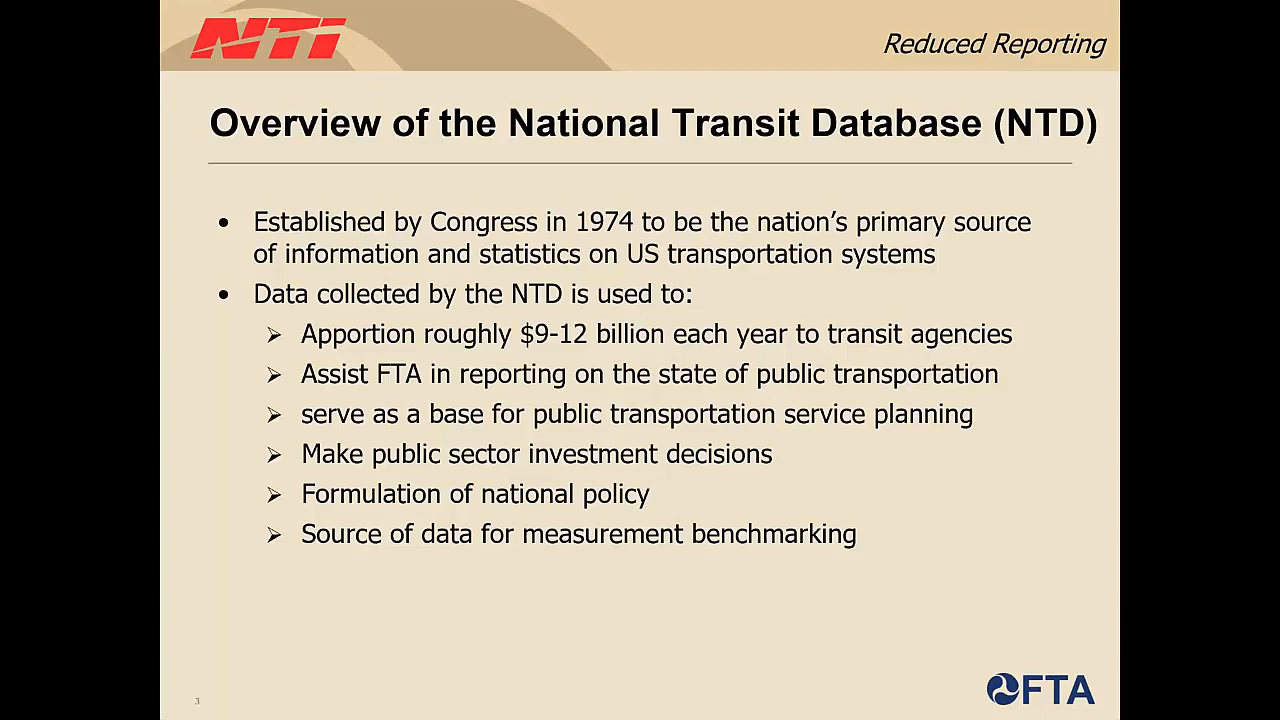 NTI
Reduced Reporting
Overview of the National Transit Database (NTD)
• Established by Congress in 1974 to be the nation’s primary source
of information and statistics on US transportation systems
• Data collected by the NTD is used to:
➢ Apportion roughly $9-12 billion each year to transit agencies
➢ Assist FTA in reporting on the state of public transportation
➢ serve as a base for public transportation service planning
➢ Make public sector investment decisions
➢ Formulation of national policy
➢ Source of data for measurement benchmarking
3
FTA